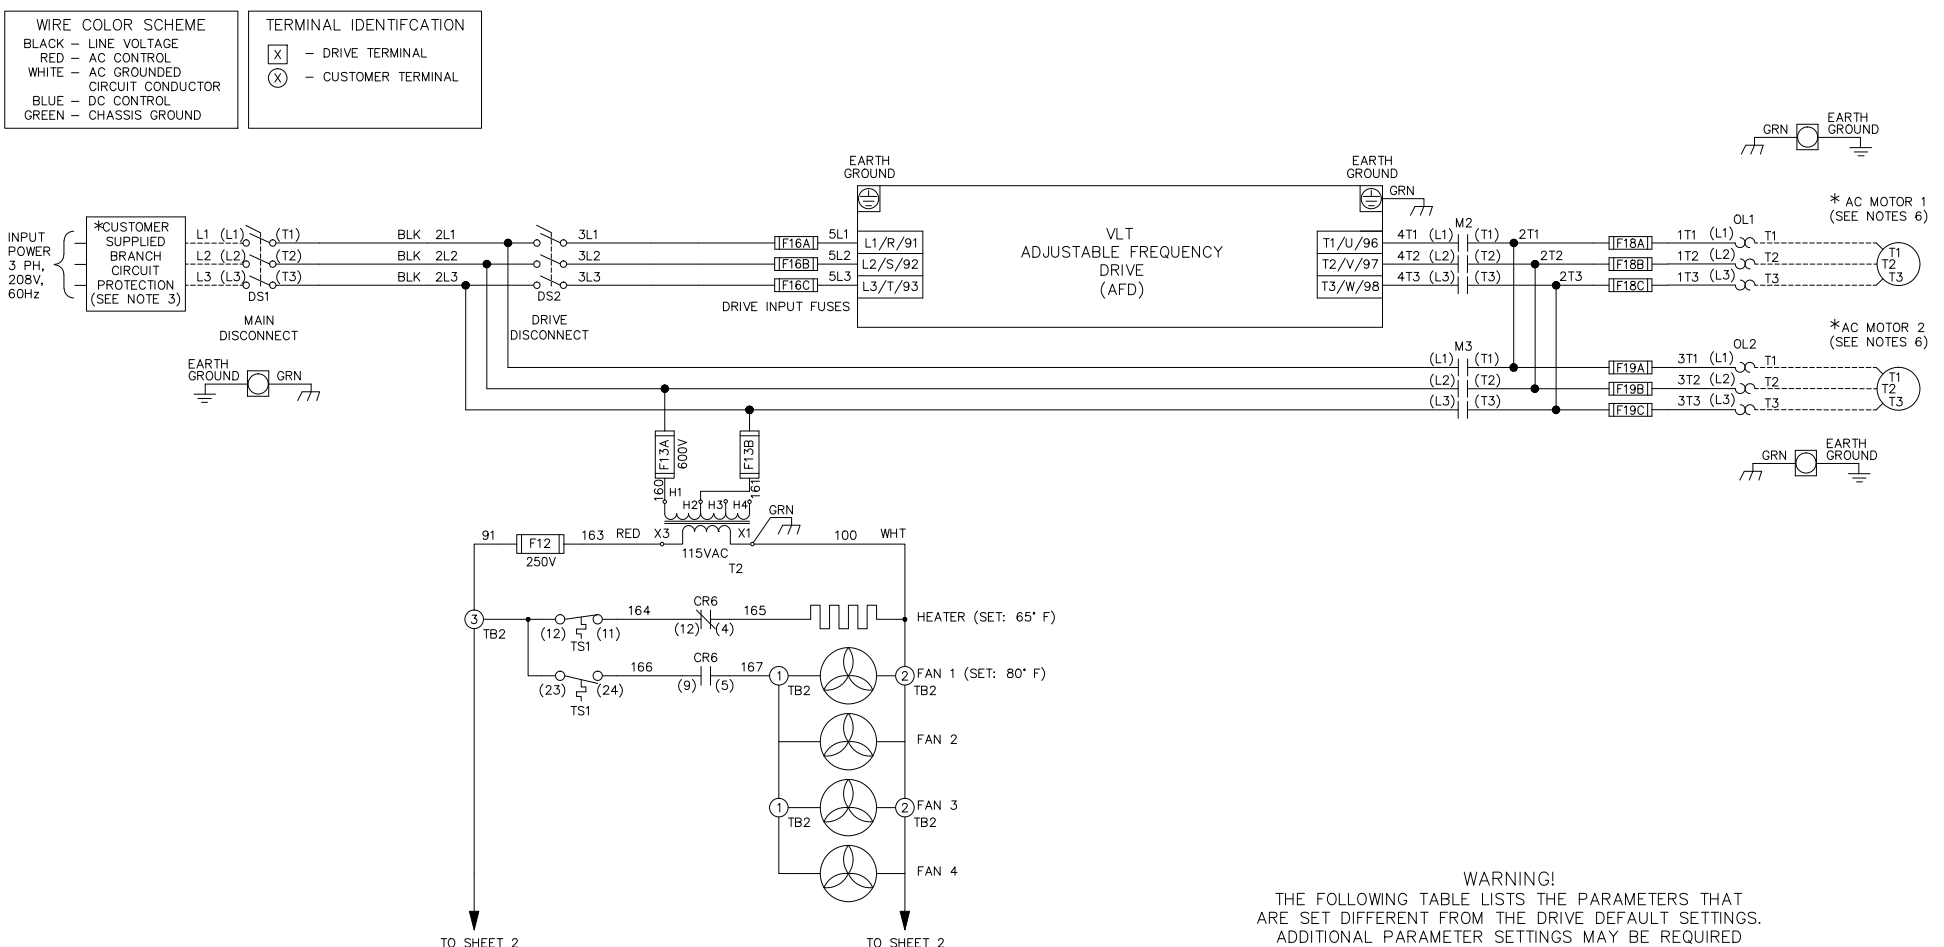 WIRE COLOR SCHEME
BLACK – LINE VOLTAGE
RED – AC CONTROL
WHITE – AC GROUNDED
CIRCUIT CONDUCTOR
BLUE – DC CONTROL
GREEN – CHASSIS GROUND
TERMINAL IDENTIFCATION
X – DRIVE TERMINAL
X – CUSTOMER TERMINAL
INPUT
POWER
3 PH,
208V,
60Hz
*CUSTOMER
SUPPLIED
BRANCH
CIRCUIT
PROTECTION
(SEE NOTE 3)
L1 (L1) (T1)
L2 (L2) (T2)
L3 (L3) (T3)
DS1
MAIN
DISCONNECT
EARTH
GROUND
GRN
BLK 2L1
BLK 2L2
BLK 2L3
3L1
3L2
3L3
DS2
DRIVE
DISCONNECT
F16A
F16B
F16C
5L1
5L2
5L3
DRIVE INPUT FUSES
EARTH
GROUND
L1/R/91
L2/S/92
L3/T/93
VLT
ADJUSTABLE FREQUENCY
DRIVE
(AFD)
EARTH
GROUND
GRN
T1/U/96
T2/V/97
T3/W/98
M2
4T1 (L1) (T1) 2T1
4T2 (L2) (T2) 2T2
4T3 (L3) (T3) 2T3
F18A
F18B
F18C
OL1
1T1 (L1) T1
1T2 (L2) T2
1T3 (L3) T3
GRN
EARTH
GROUND
* AC MOTOR 1
(SEE NOTES 6)
T1
T2
T3
M3
(L1) (T1)
(L2) (T2)
(L3) (T3)
F19A
F19B
F19C
OL2
3T1 (L1) T1
3T2 (L2) T2
3T3 (L3) T3
*AC MOTOR 2
(SEE NOTES 6)
T1
T2
T3
GRN
EARTH
GROUND
F13A
600V
F13B
160
161
H1
H2
H3
H4
GRN
91
F12
250V
163 RED X3
115VAC
X1
T2
100 WHT
3
TB2
(12) (11)
TS1
164
CR6
(12) (4)
165
HEATER (SET: 65° F)
(23) (24)
TS1
166
CR6
(9) (5)
167
1
TB2
2
TB2
FAN 1 (SET: 80° F)
FAN 2
1
TB2
2
TB2
FAN 3
FAN 4
TO SHEET 2
TO SHEET 2
WARNING!
THE FOLLOWING TABLE LISTS THE PARAMETERS THAT
ARE SET DIFFERENT FROM THE DRIVE DEFAULT SETTINGS.
ADDITIONAL PARAMETER SETTINGS MAY BE REQUIRED